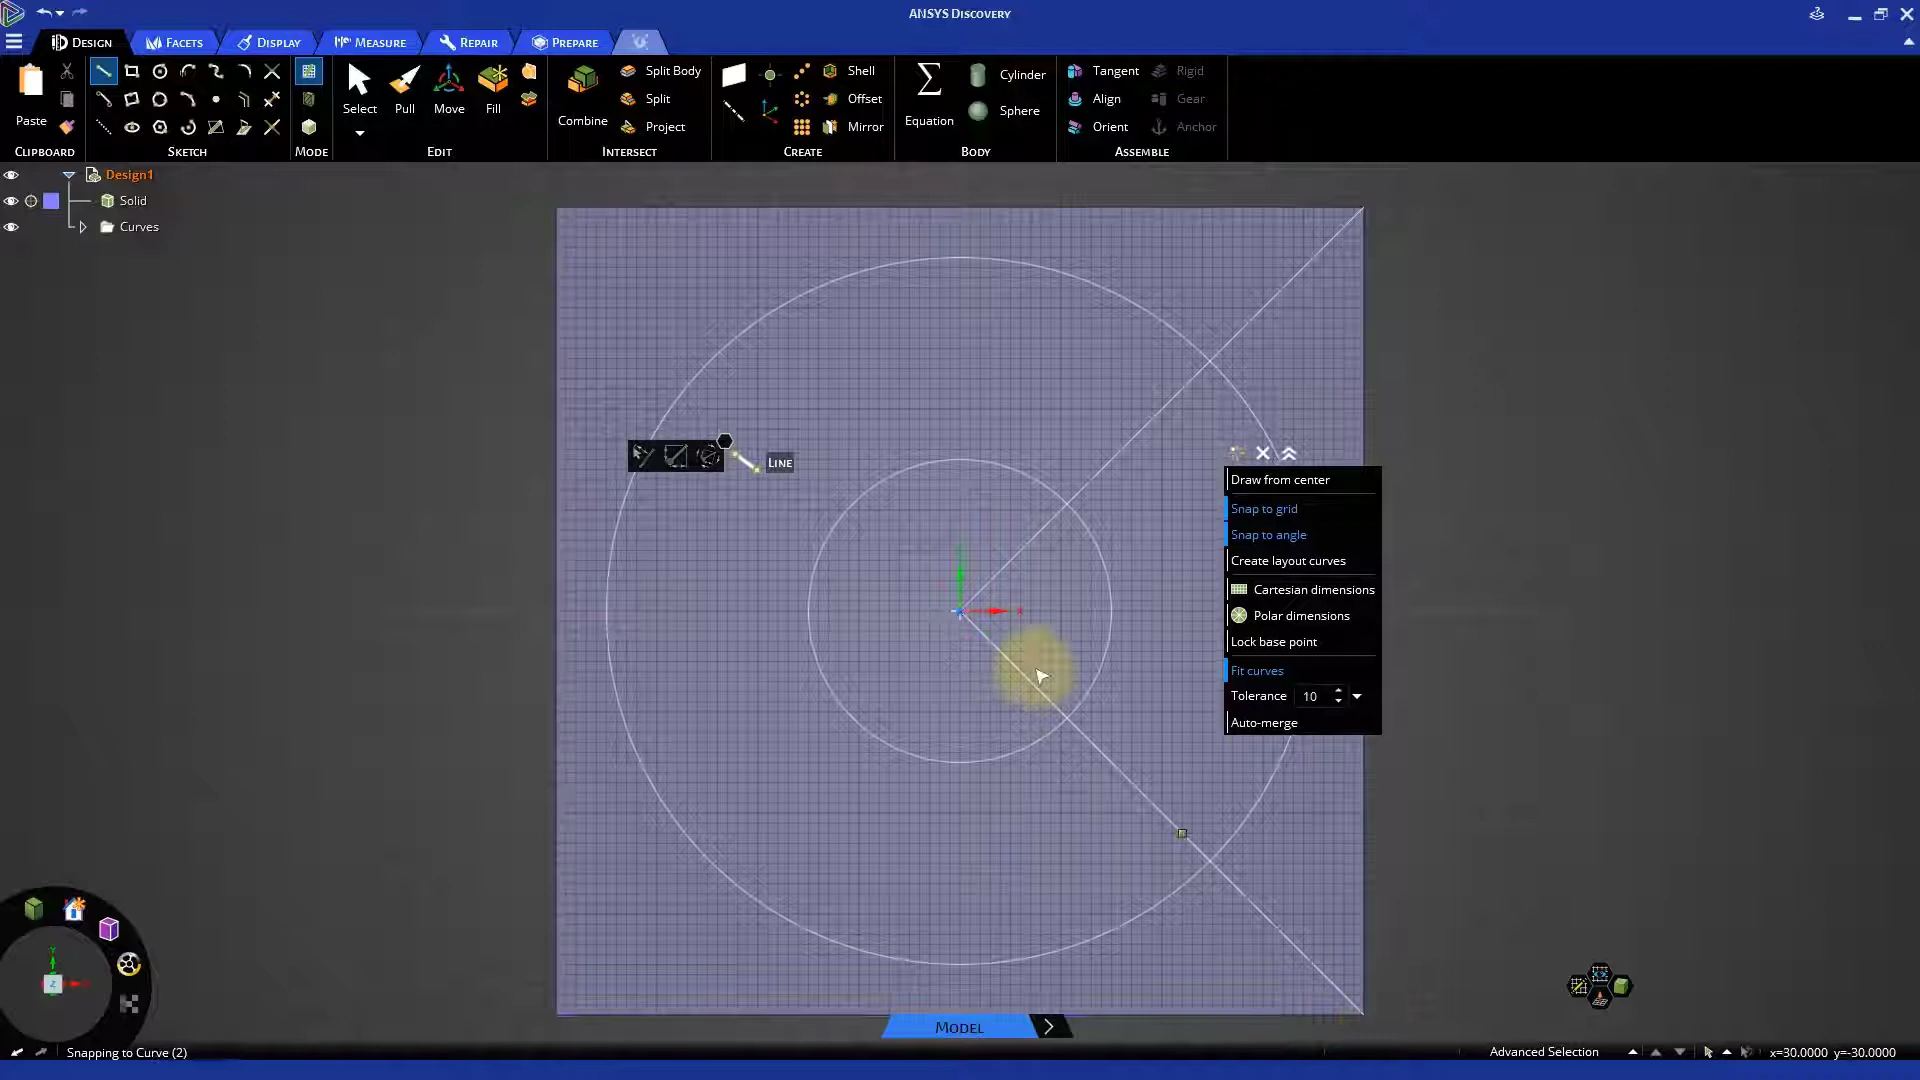 ANSYS Discovery
Design
Facets
Display
Measure
Repair
Prepare
Paste
Select
Pull
Move
Fill
Combine
Split Body
Split
Project
Shell
Offset
Mirror
Equation
Cylinder
Sphere
Tangent
Align
Orient
Rigid
Gear
Anchor
Clipboard
Sketch
Mode
Edit
Intersect
Create
Body
Assemble
Design1
Solid
Curves
Line
Draw from center
Snap to grid
Snap to angle
Create layout curves
Cartesian dimensions
Polar dimensions
Lock base point
Fit curves
Tolerance 10
Auto-merge
X
Y
Z
Model
Snapping to Curve (2)
Advanced Selection
x=30.0000 y=-30.0000